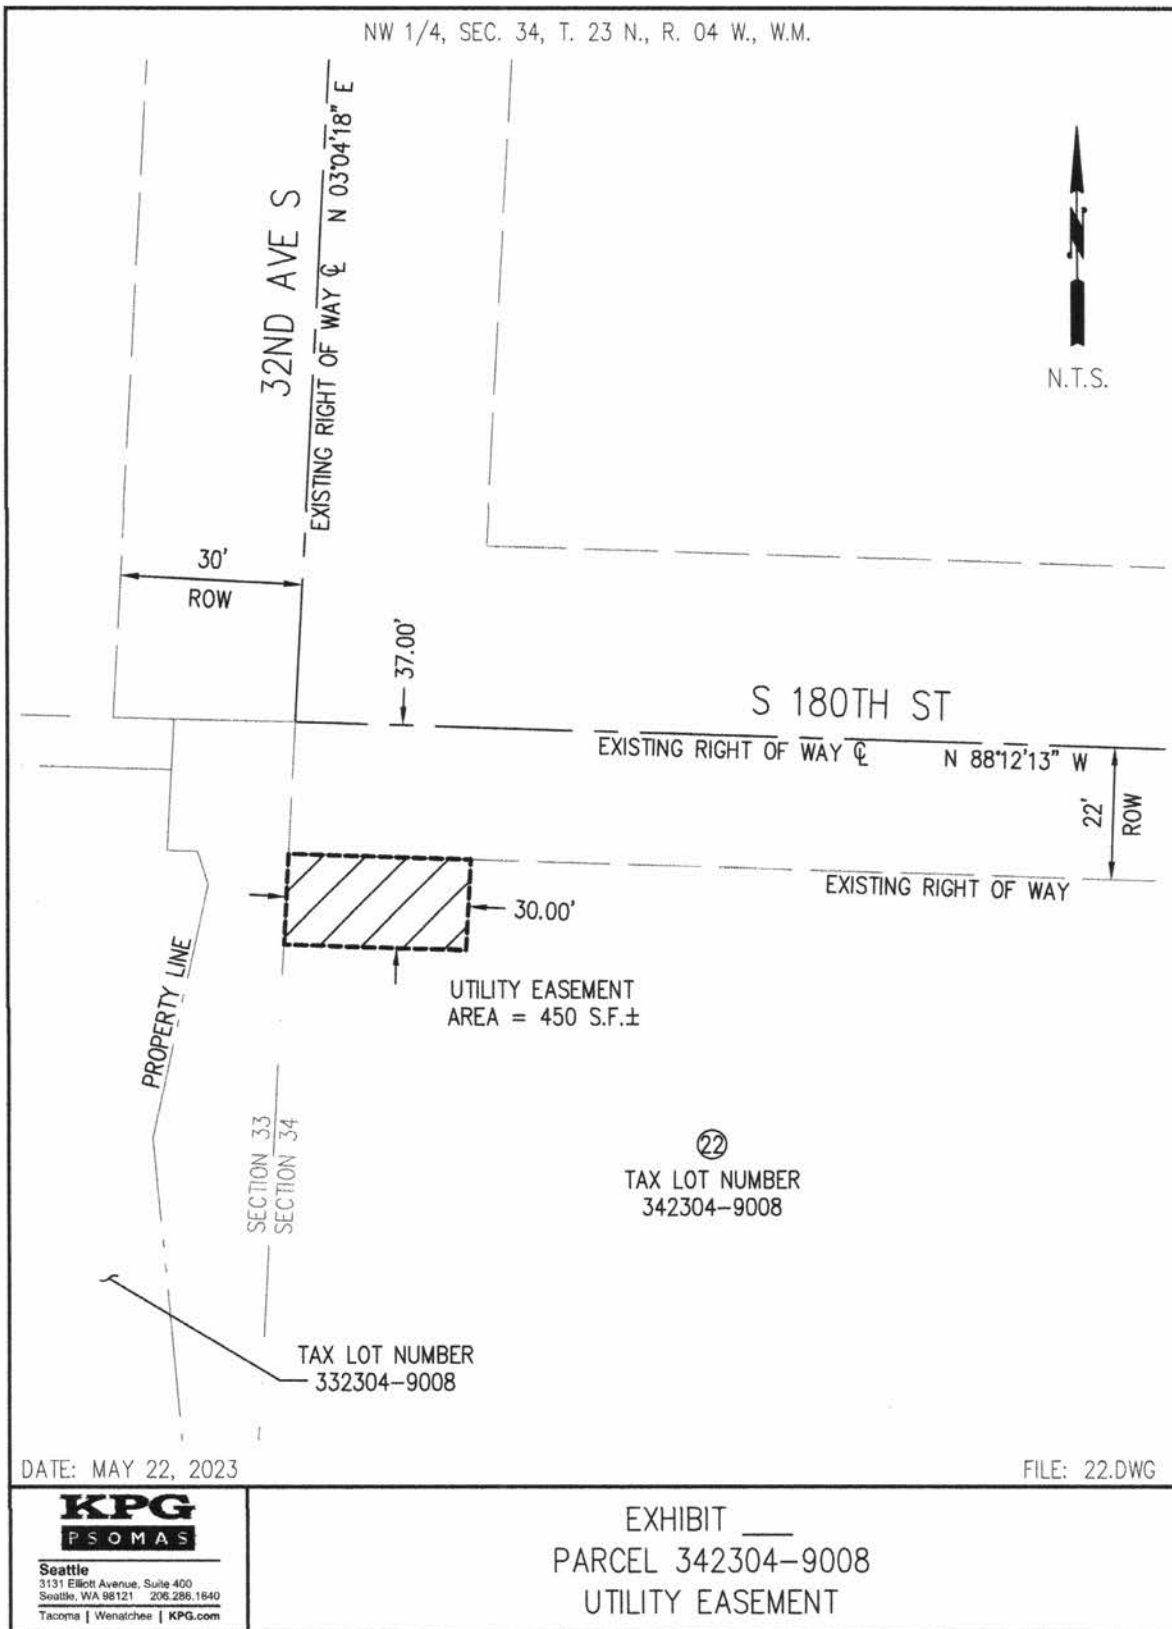 NW 1/4, SEC. 34, T. 23 N., R. 04 W., W.M.
32ND AVE S
EXISTING RIGHT OF WAY ℄ N 03°04'18" E
N
N.T.S.
30'
ROW
37.00'
S 180TH ST
EXISTING RIGHT OF WAY ℄ N 88°12'13" W
22'
ROW
EXISTING RIGHT OF WAY
30.00'
UTILITY EASEMENT
AREA = 450 S.F.±
PROPERTY LINE
SECTION 33
SECTION 34
22
TAX LOT NUMBER
342304-9008
TAX LOT NUMBER
332304-9008
DATE: MAY 22, 2023
FILE: 22.DWG
KPG
PSOMAS
Seattle
3131 Elliott Avenue, Suite 400
Seattle, WA 98121 206.286.1640
Tacoma | Wenatchee | KPG.com
EXHIBIT ___
PARCEL 342304-9008
UTILITY EASEMENT